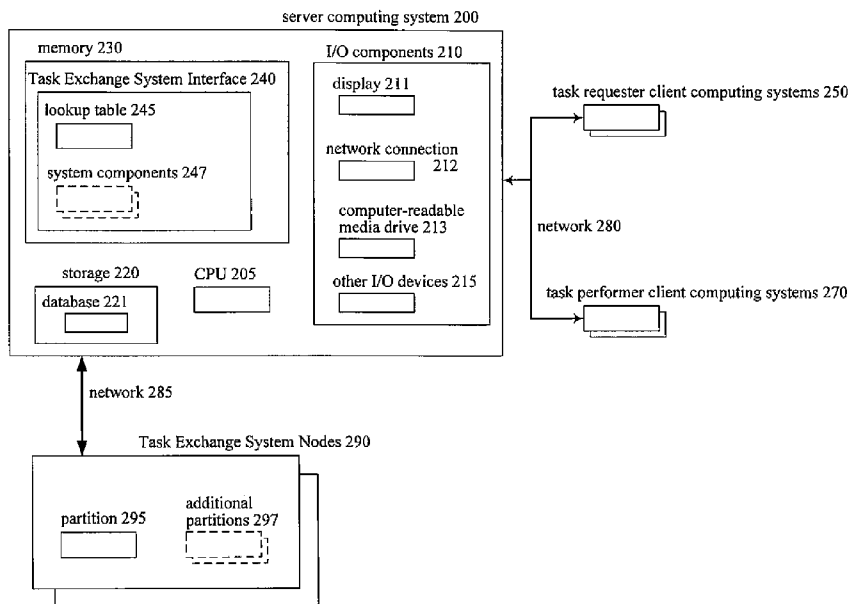 server computing system 200
memory 230
Task Exchange System Interface 240
lookup table 245
system components 247
storage 220
database 221
CPU 205
I/O components 210
display 211
network connection
212
computer-readable
media drive 213
other I/O devices 215
task requester client computing systems 250
network 280
task performer client computing systems 270
network 285
Task Exchange System Nodes 290
partition 295
additional
partitions 297